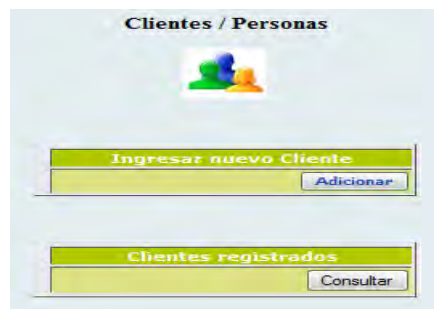 Clientes / Personas
Ingresar nuevo Cliente
Adicionar
Clientes registrados
Consultar